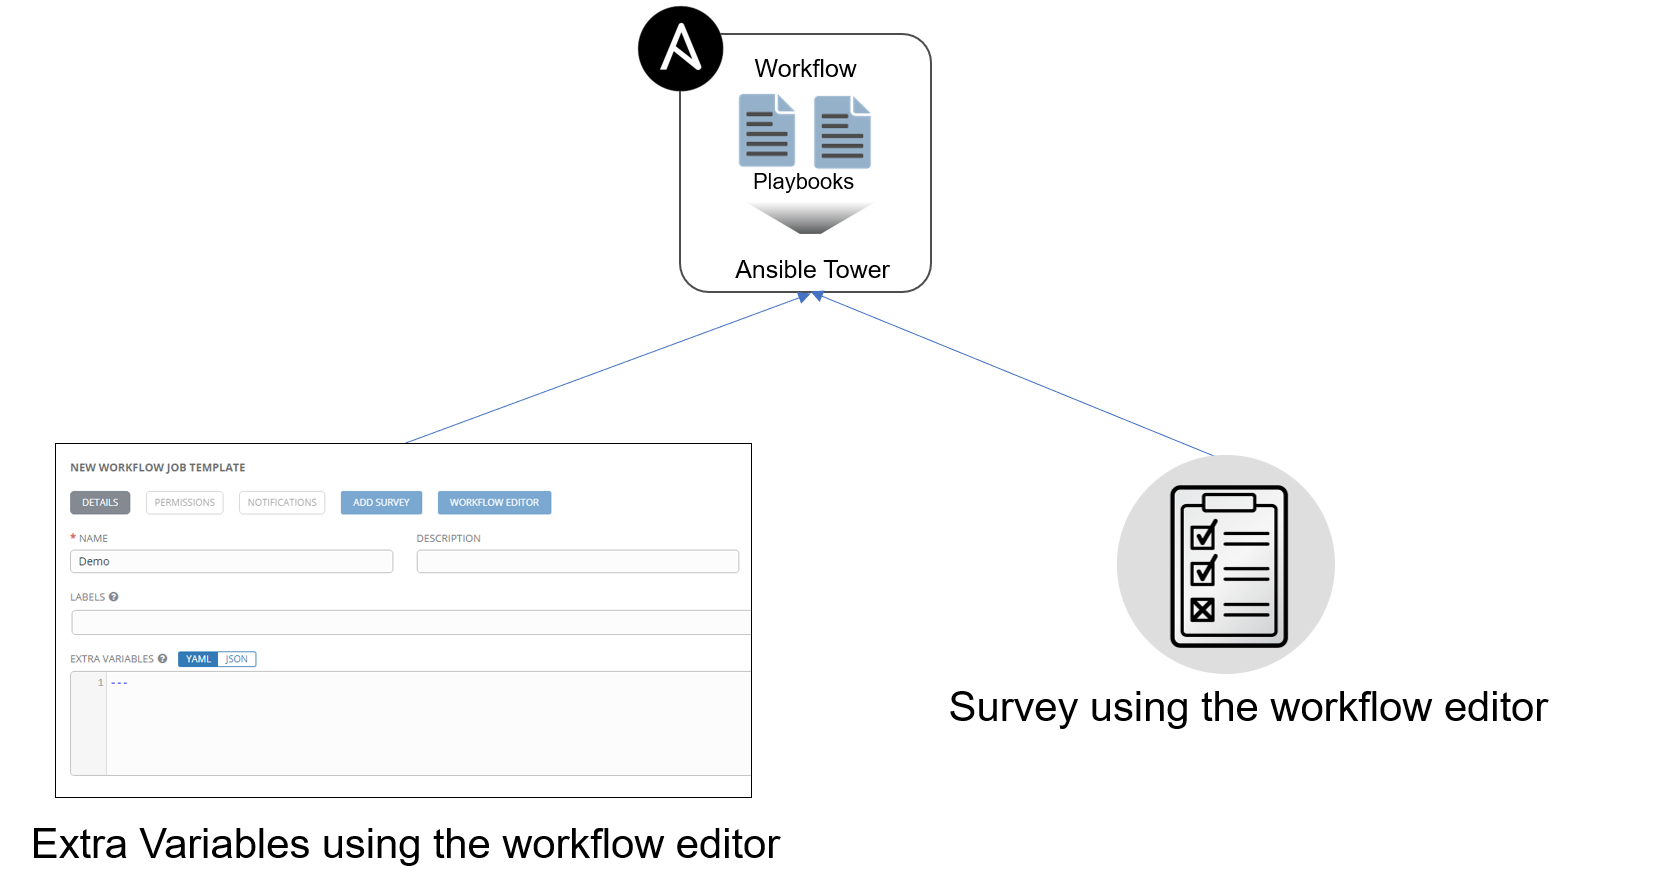 Workflow
Playbooks
Ansible Tower
NEW WORKFLOW JOB TEMPLATE
DETAILS PERMISSIONS NOTIFICATIONS ADD SURVEY WORKFLOW EDITOR
* NAME DESCRIPTION
Demo
LABELS ?
EXTRA VARIABLES ? YAML JSON
1 ---
Survey using the workflow editor
Extra Variables using the workflow editor